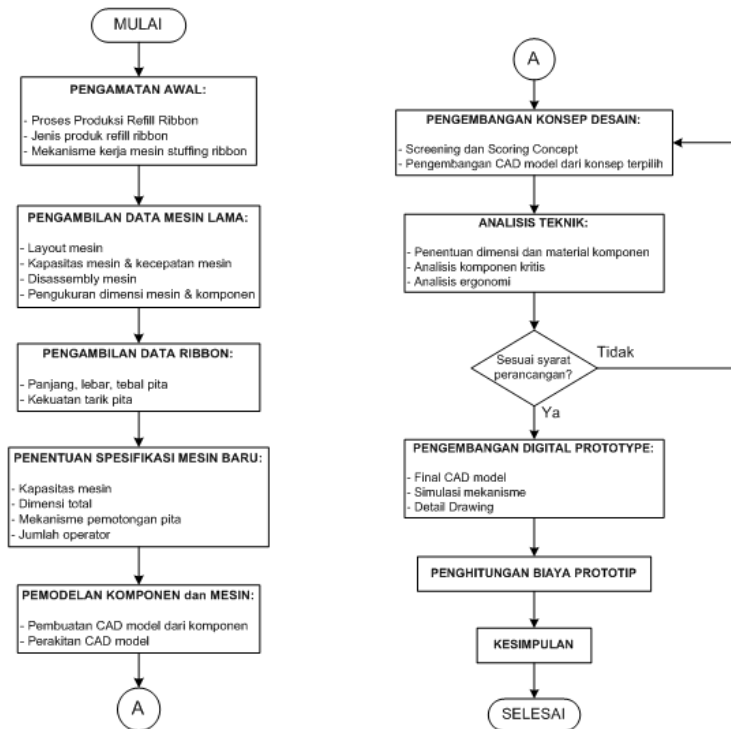 MULAI
PENGAMATAN AWAL:
- Proses Produksi Refill Ribbon
- Jenis produk refill ribbon
- Mekanisme kerja mesin stuffing ribbon
PENGAMBILAN DATA MESIN LAMA:
- Layout mesin
- Kapasitas mesin & kecepatan mesin
- Disassembly mesin
- Pengukuran dimensi mesin & komponen
PENGAMBILAN DATA RIBBON:
- Panjang, lebar, tebal pita
- Kekuatan tarik pita
PENENTUAN SPESIFIKASI MESIN BARU:
- Kapasitas mesin
- Dimensi total
- Mekanisme pemotongan pita
- Jumlah operator
PEMODELAN KOMPONEN dan MESIN:
- Pembuatan CAD model dari komponen
- Perakitan CAD model
A
A
PENGEMBANGAN KONSEP DESAIN:
- Screening dan Scoring Concept
- Pengembangan CAD model dari konsep terpilih
ANALISIS TEKNIK:
- Penentuan dimensi dan material komponen
- Analisis komponen kritis
- Analisis ergonomi
Sesuai syarat
perancangan?
Tidak
Ya
PENGEMBANGAN DIGITAL PROTOTYPE:
- Final CAD model
- Simulasi mekanisme
- Detail Drawing
PENGHITUNGAN BIAYA PROTOTIP
KESIMPULAN
SELESAI